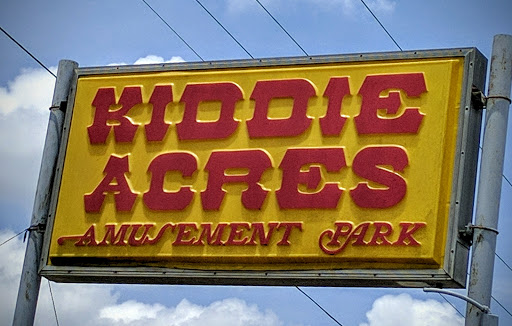 KIDDIE
ACRES
AMUSEMENT PARK